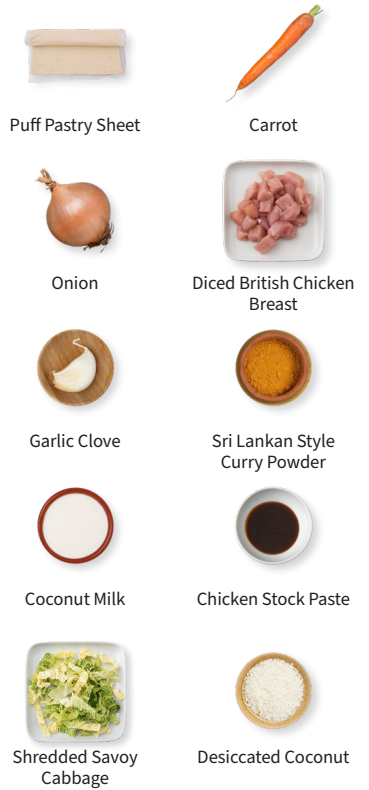 Puff Pastry Sheet
Carrot
Onion
Diced British Chicken
Breast
Garlic Clove
Sri Lankan Style
Curry Powder
Coconut Milk
Chicken Stock Paste
Shredded Savoy
Cabbage
Desiccated Coconut